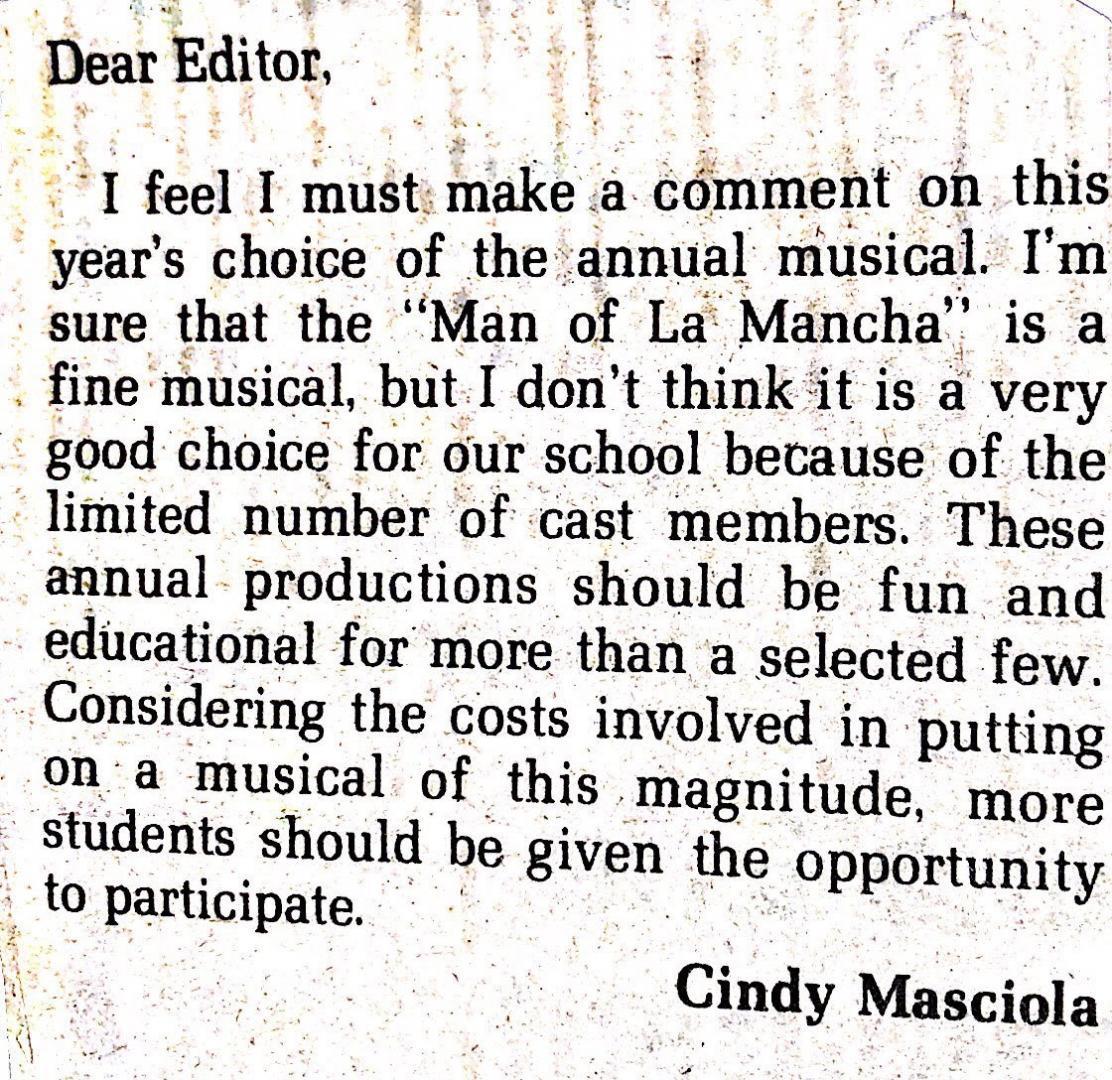 Dear Editor,
I feel I must make a comment on this
year's choice of the annual musical. I'm
sure that the “Man of La Mancha” is a
fine musical, but I don't think it is a very
good choice for our school because of the
limited number of cast members. These
annual productions should be fun and
educational for more than a selected few.
Considering the costs involved in putting
on a musical of this magnitude, more
students should be given the opportunity
to participate.
Cindy Masciola